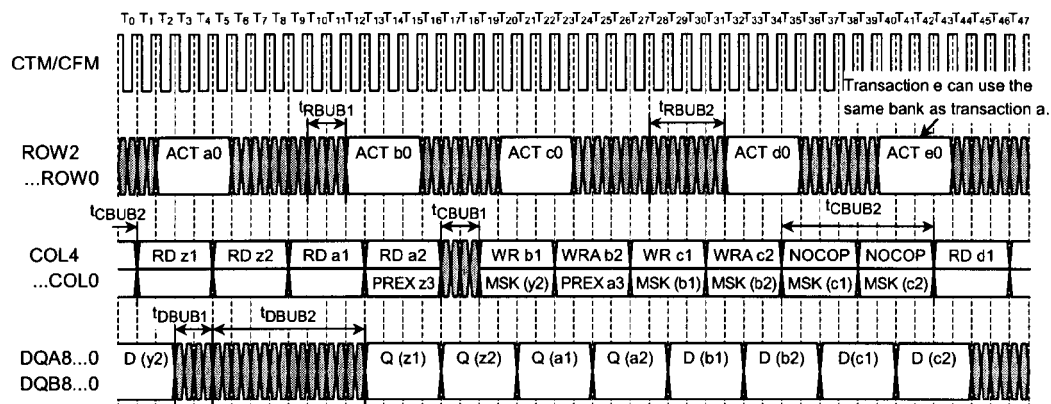 T0 T1 T2 T3 T4 T5 T6 T7 T8 T9 T10 T11 T12 T13 T14 T15 T16 T17 T18 T19 T20 T21 T22 T23 T24 T25 T26 T27 T28 T29 T30 T31 T32 T33 T34 T35 T36 T37 T38 T39 T40 T41 T42 T43 T44 T45 T46 T47
CTM/CFM
Transaction e can use the
same bank as transaction a.
tRBUB1 tRBUB2
ROW2
...ROW0
ACT a0 ACT b0 ACT c0 ACT d0 ACT e0
tCBUB2 tCBUB1 tCBUB2
COL4 RD z1 RD z2 RD a1 RD a2 WR b1 WRA b2 WR c1 WRA c2 NOCOP NOCOP RD d1
...COL0 PREX z3 MSK (y2) PREX a3 MSK (b1) MSK (b2) MSK (c1) MSK (c2)
tDBUB1 tDBUB2
DQA8...0 D (y2) Q (z1) Q (z2) Q (a1) Q (a2) D (b1) D (b2) D(c1) D (c2)
DQB8...0